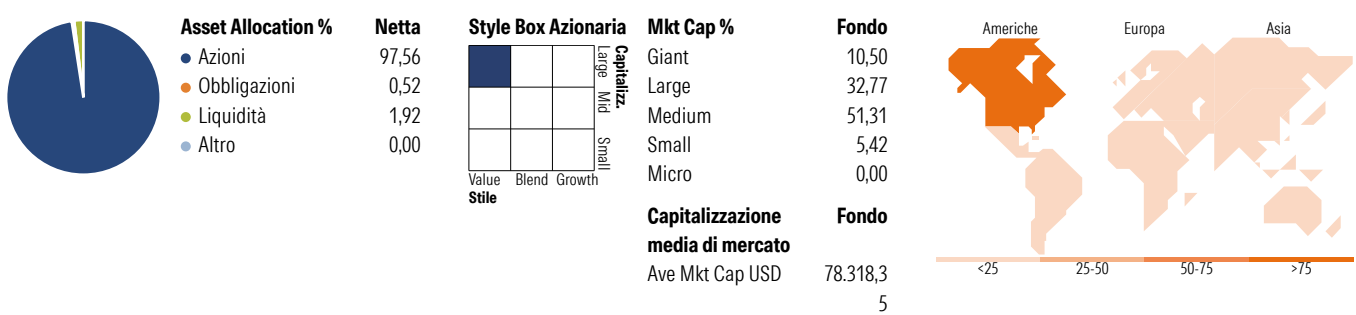 Asset Allocation % Netta
Azioni 97,56
Obbligazioni 0,52
Liquidità 1,92
Altro 0,00
Style Box Azionaria
Capitalizz.
Large Mid Small
Value Blend Growth
Stile
Mkt Cap % Fondo
Giant 10,50
Large 32,77
Medium 51,31
Small 5,42
Micro 0,00
Capitalizzazione Fondo
media di mercato
Ave Mkt Cap USD 78.318,3
5
Americhe Europa Asia
<25 25-50 50-75 >75